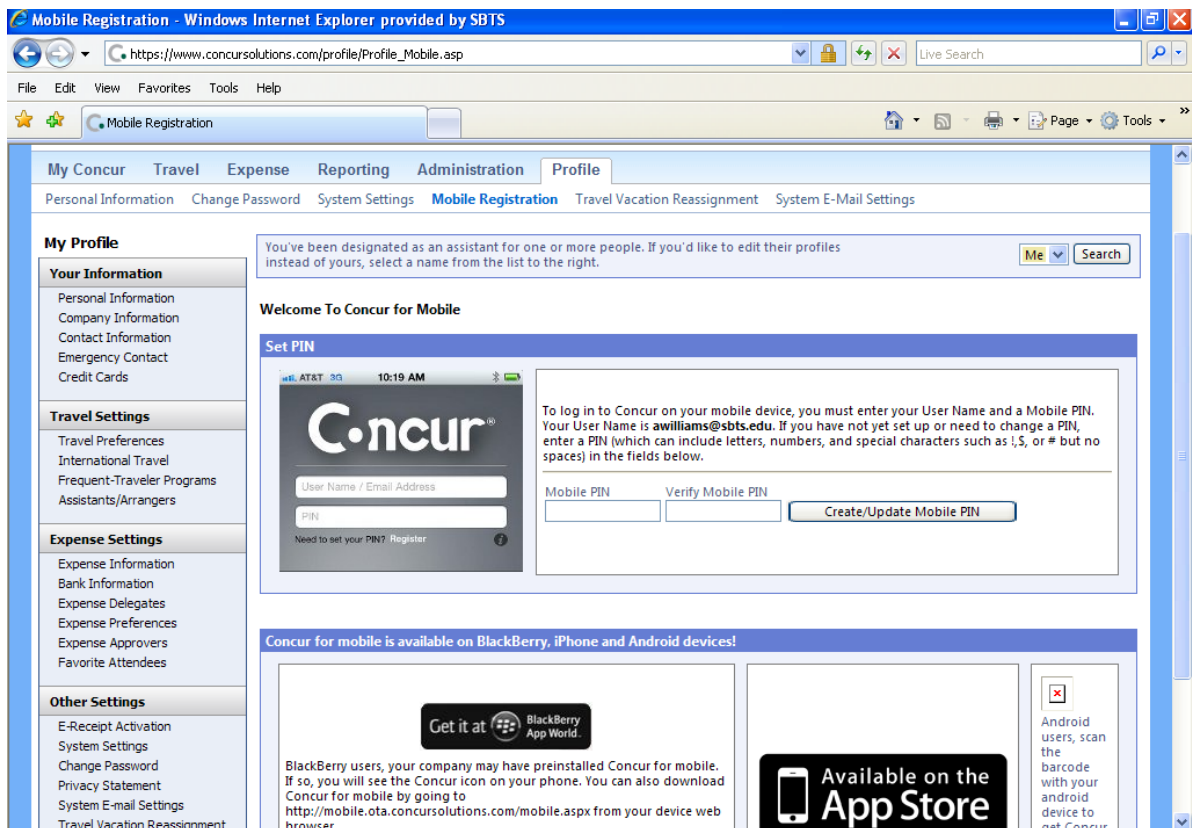 Mobile Registration - Windows Internet Explorer provided by SBTS
https://www.concursolutions.com/profile/Profile_Mobile.asp
Live Search
File Edit View Favorites Tools Help
Mobile Registration
Page Tools »
My Concur Travel Expense Reporting Administration Profile
Personal Information Change Password System Settings Mobile Registration Travel Vacation Reassignment System E-Mail Settings
My Profile
Your Information
Personal Information
Company Information
Contact Information
Emergency Contact
Credit Cards
Travel Settings
Travel Preferences
International Travel
Frequent-Traveler Programs
Assistants/Arrangers
Expense Settings
Expense Information
Bank Information
Expense Delegates
Expense Preferences
Expense Approvers
Favorite Attendees
Other Settings
E-Receipt Activation
System Settings
Change Password
Privacy Statement
System E-mail Settings
Travel Vacation Reassignment
You've been designated as an assistant for one or more people. If you'd like to edit their profiles
instead of yours, select a name from the list to the right.
Me Search
Welcome To Concur for Mobile
Set PIN
AT&T 3G 10:19 AM
Concur®
User Name / Email Address
PIN
Need to set your PIN? Register
To log in to Concur on your mobile device, you must enter your User Name and a Mobile PIN.
Your User Name is awilliams@sbts.edu. If you have not yet set up or need to change a PIN,
enter a PIN (which can include letters, numbers, and special characters such as !,$, or # but no
spaces) in the fields below.
Mobile PIN Verify Mobile PIN
Create/Update Mobile PIN
Concur for mobile is available on BlackBerry, iPhone and Android devices!
Get it at BlackBerry
App World.
BlackBerry users, your company may have preinstalled Concur for mobile.
If so, you will see the Concur icon on your phone. You can also download
Concur for mobile by going to
http://mobile.ota.concursolutions.com/mobile.aspx from your device web
browser
Available on the
App Store
Android
users, scan
the
barcode
with your
android
device to
get Concur